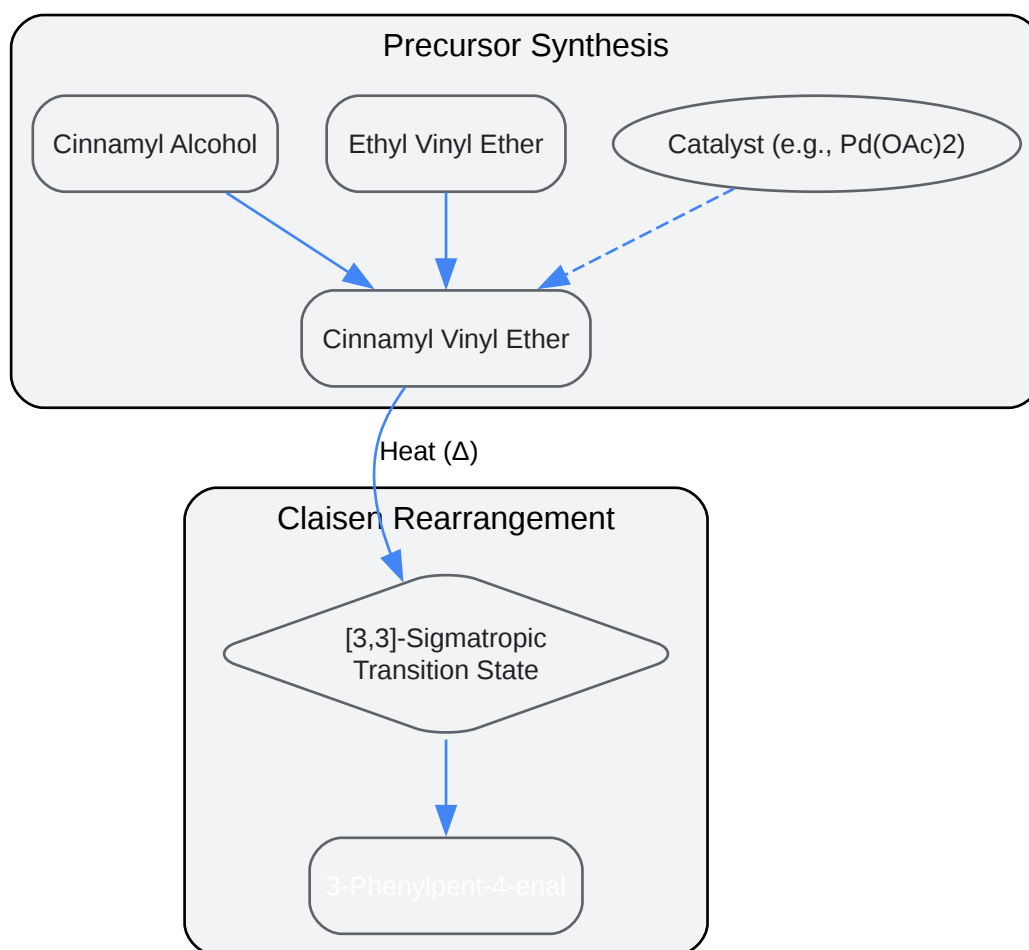 Precursor Synthesis
Cinnamyl Alcohol
Ethyl Vinyl Ether
Catalyst (e.g., Pd(OAc)2)
Cinnamyl Vinyl Ether
Heat (Δ)
Claisen Rearrangement
[3,3]-Sigmatropic
Transition State
3-Phenylpent-4-enal